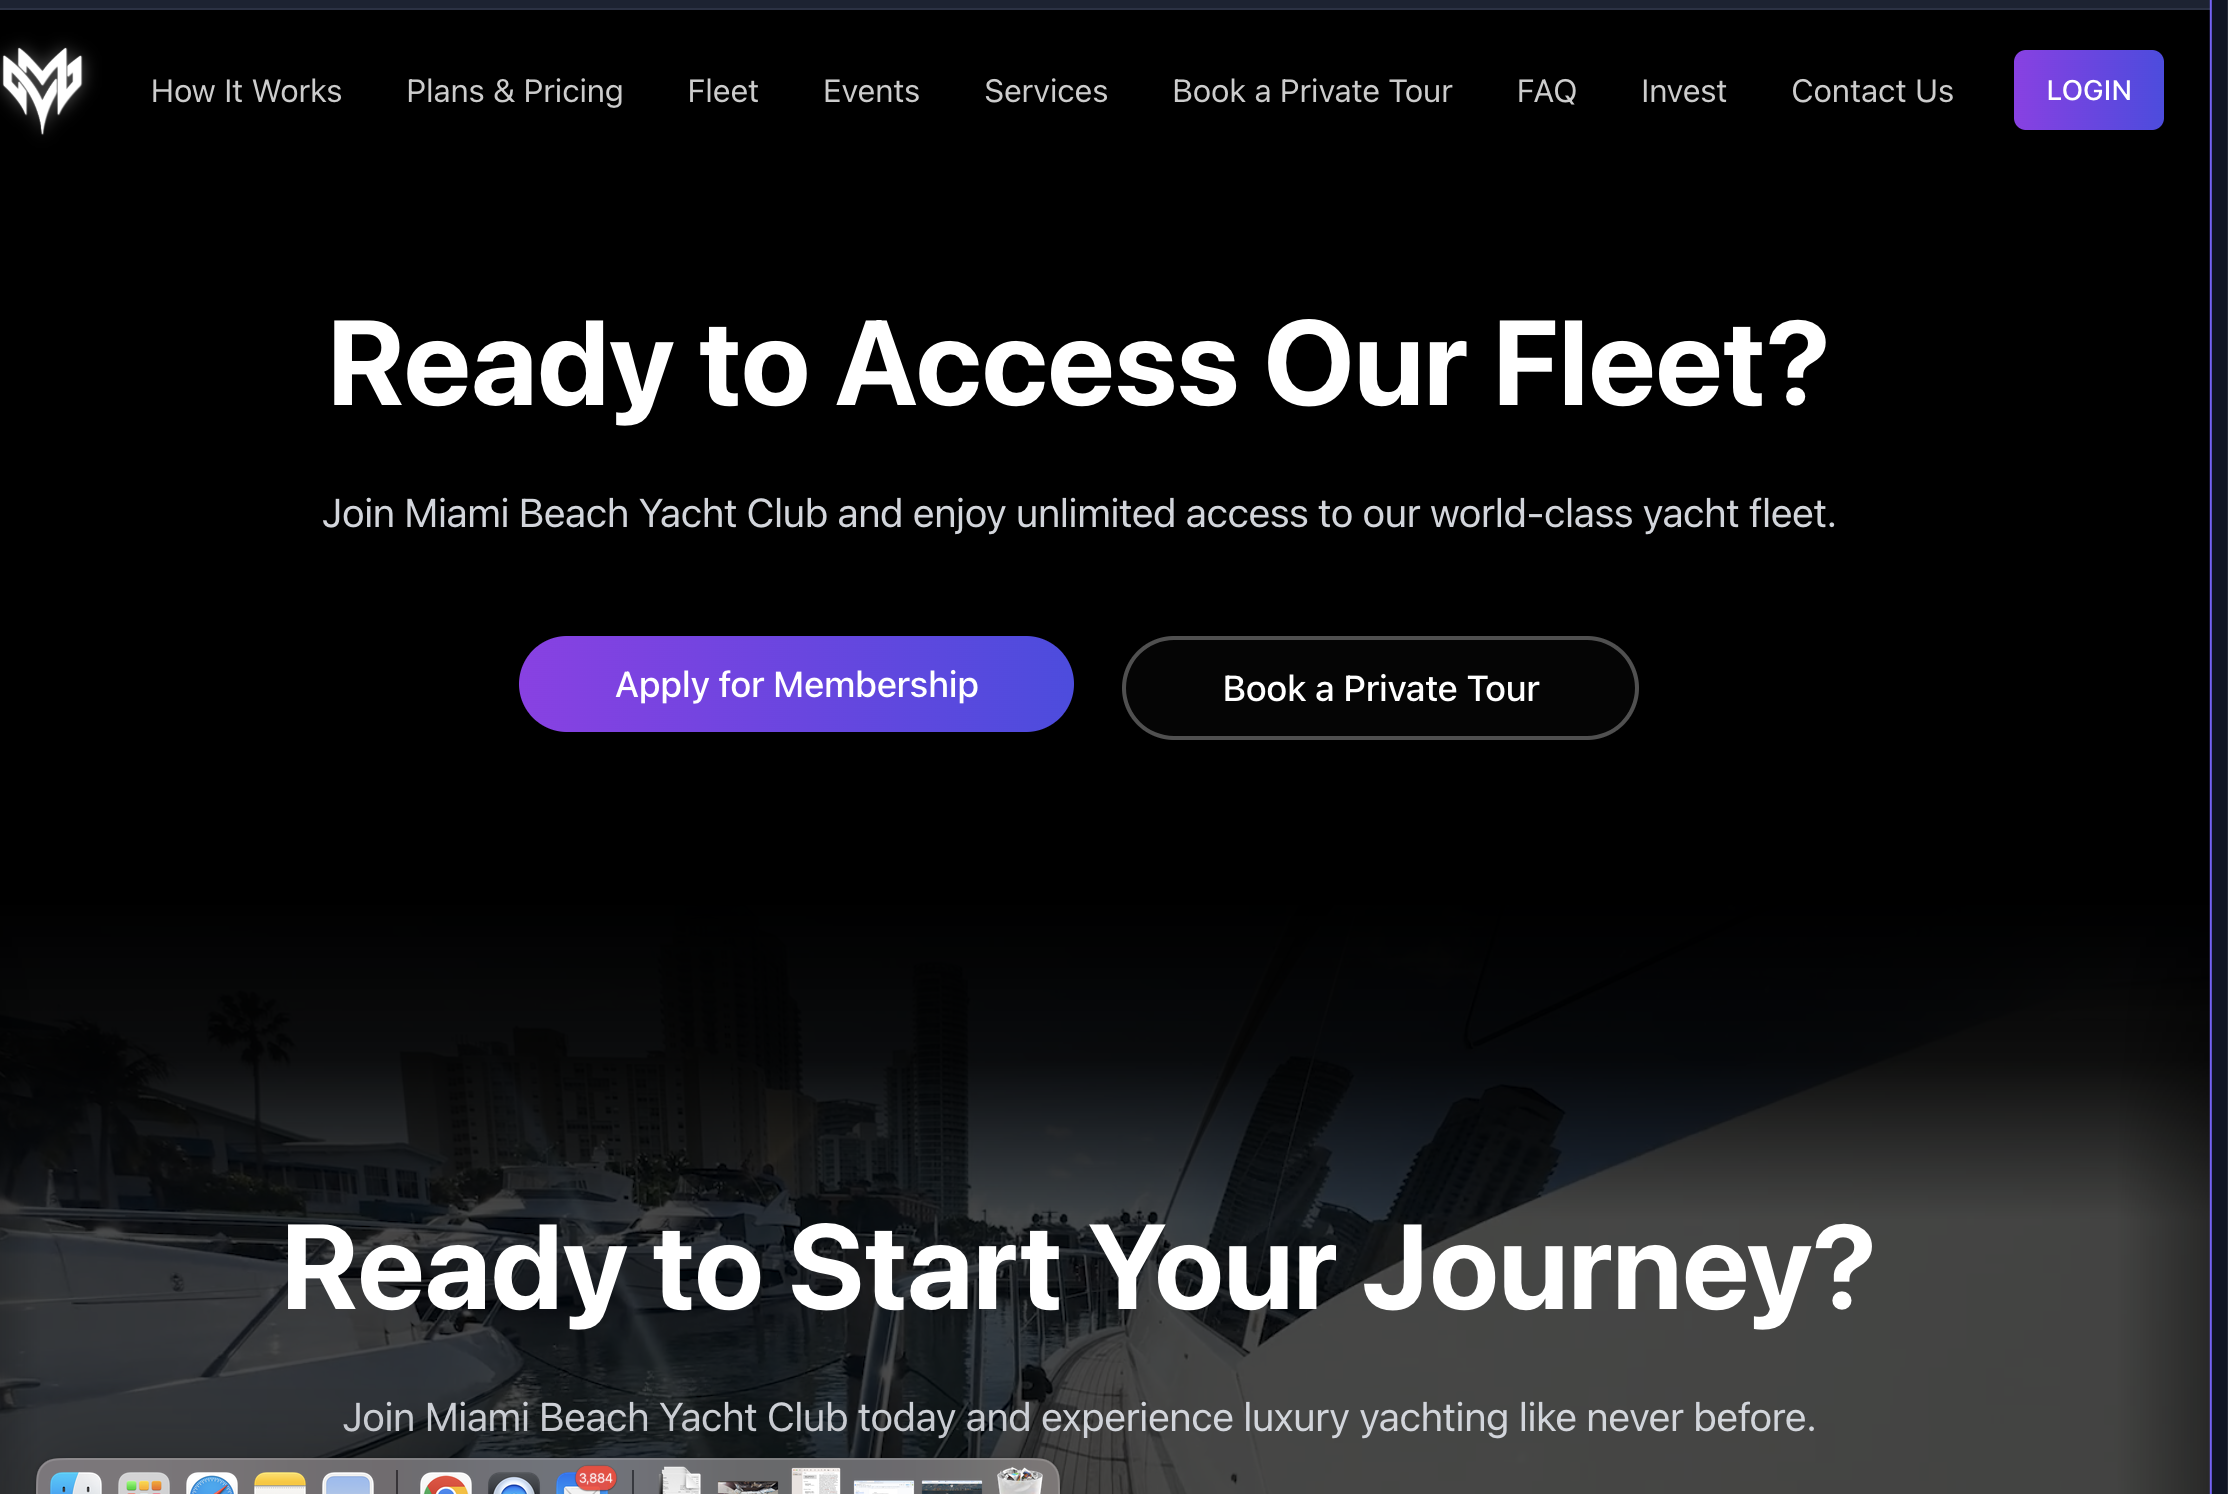 How It Works
Plans & Pricing
Fleet
Events
Services
Book a Private Tour
FAQ
Invest
Contact Us
LOGIN
Ready to Access Our Fleet?
Join Miami Beach Yacht Club and enjoy unlimited access to our world-class yacht fleet.
Apply for Membership
Book a Private Tour
Ready to Start Your Journey?
Join Miami Beach Yacht Club today and experience luxury yachting like never before.
3,884